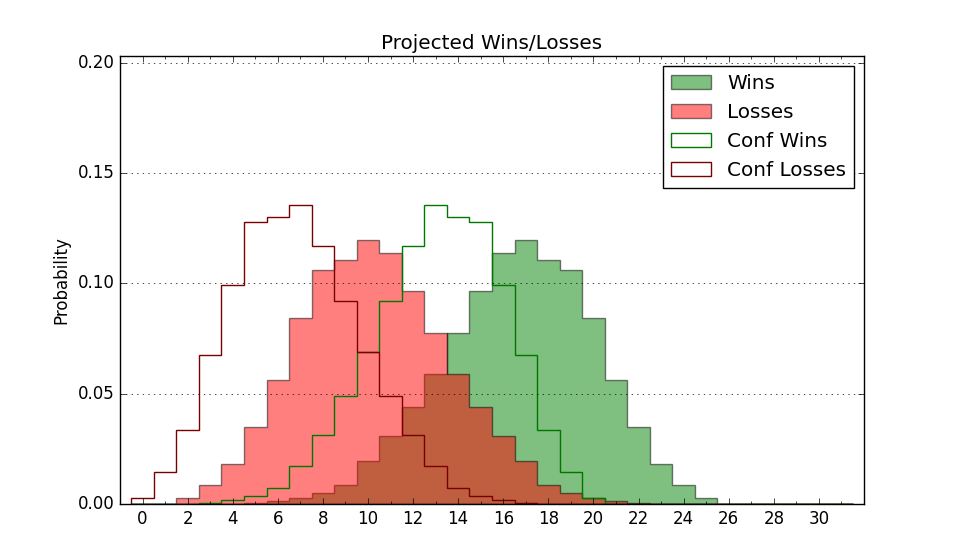 Projected Wins/Losses
0.20
0.15
0.10
0.05
0.00
Probability
Wins
Losses
Conf Wins
Conf Losses
0 2 4 6 8 10 12 14 16 18 20 22 24 26 28 30